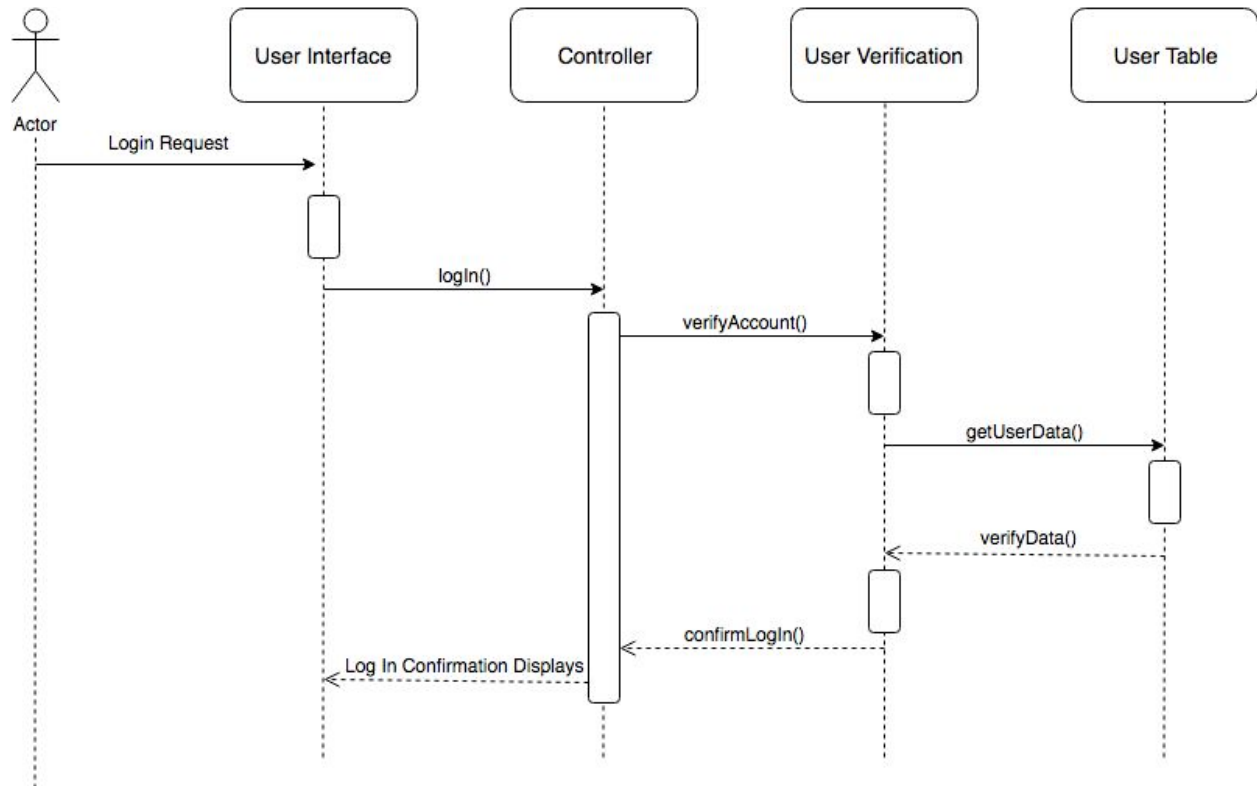 User Interface
Controller
User Verification
User Table
Actor
Login Request
logIn()
verifyAccount()
getUserData()
verifyData()
confirmLogIn()
Log In Confirmation Displays